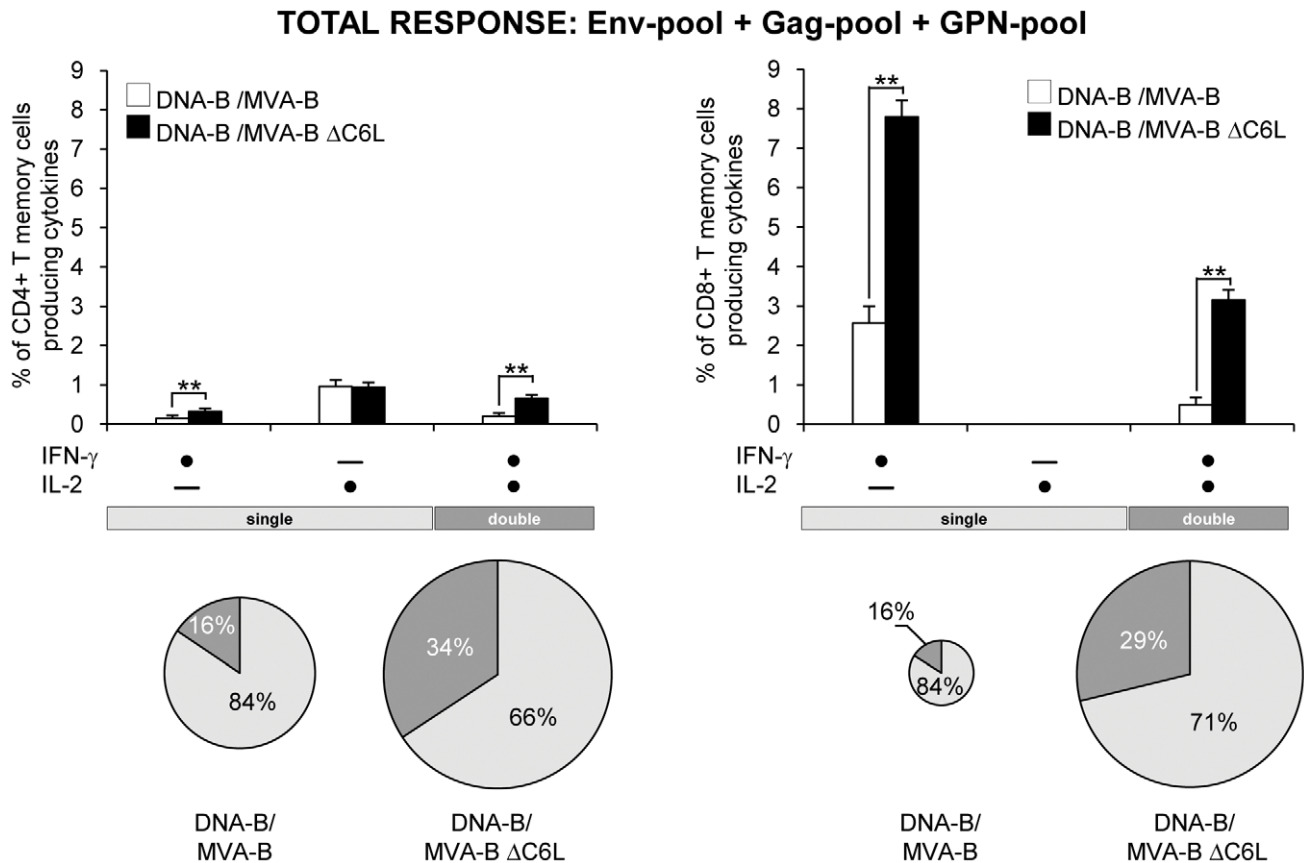 TOTAL RESPONSE: Env-pool + Gag-pool + GPN-pool
% of CD4+ T memory cells
producing cytokines
9
8
7
6
5
4
3
2
1
0
DNA-B /MVA-B
DNA-B /MVA-B ΔC6L
**
**
IFN-γ
IL-2
single
double
16%
84%
34%
66%
DNA-B/
MVA-B
DNA-B/
MVA-B ΔC6L
% of CD8+ T memory cells
producing cytokines
9
8
7
6
5
4
3
2
1
0
DNA-B /MVA-B
DNA-B /MVA-B ΔC6L
**
**
IFN-γ
IL-2
single
double
16%
84%
29%
71%
DNA-B/
MVA-B
DNA-B/
MVA-B ΔC6L